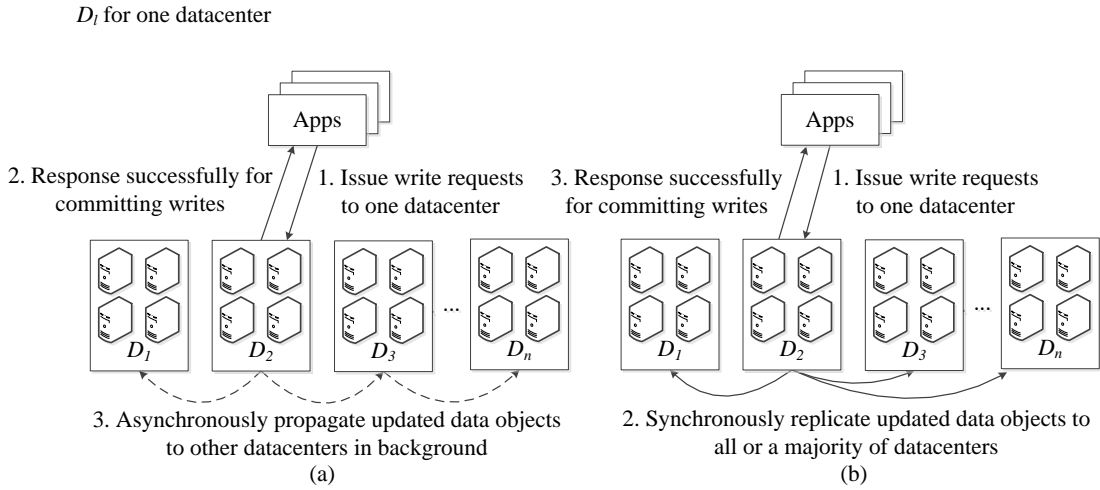 D_l for one datacenter
Apps
2. Response successfully for
committing writes
1. Issue write requests
to one datacenter
D_1
D_2
D_3
...
D_n
3. Asynchronously propagate updated data objects
to other datacenters in background
(a)
Apps
3. Response successfully
for committing writes
1. Issue write requests
to one datacenter
D_1
D_2
D_3
...
D_n
2. Synchronously replicate updated data objects to
all or a majority of datacenters
(b)